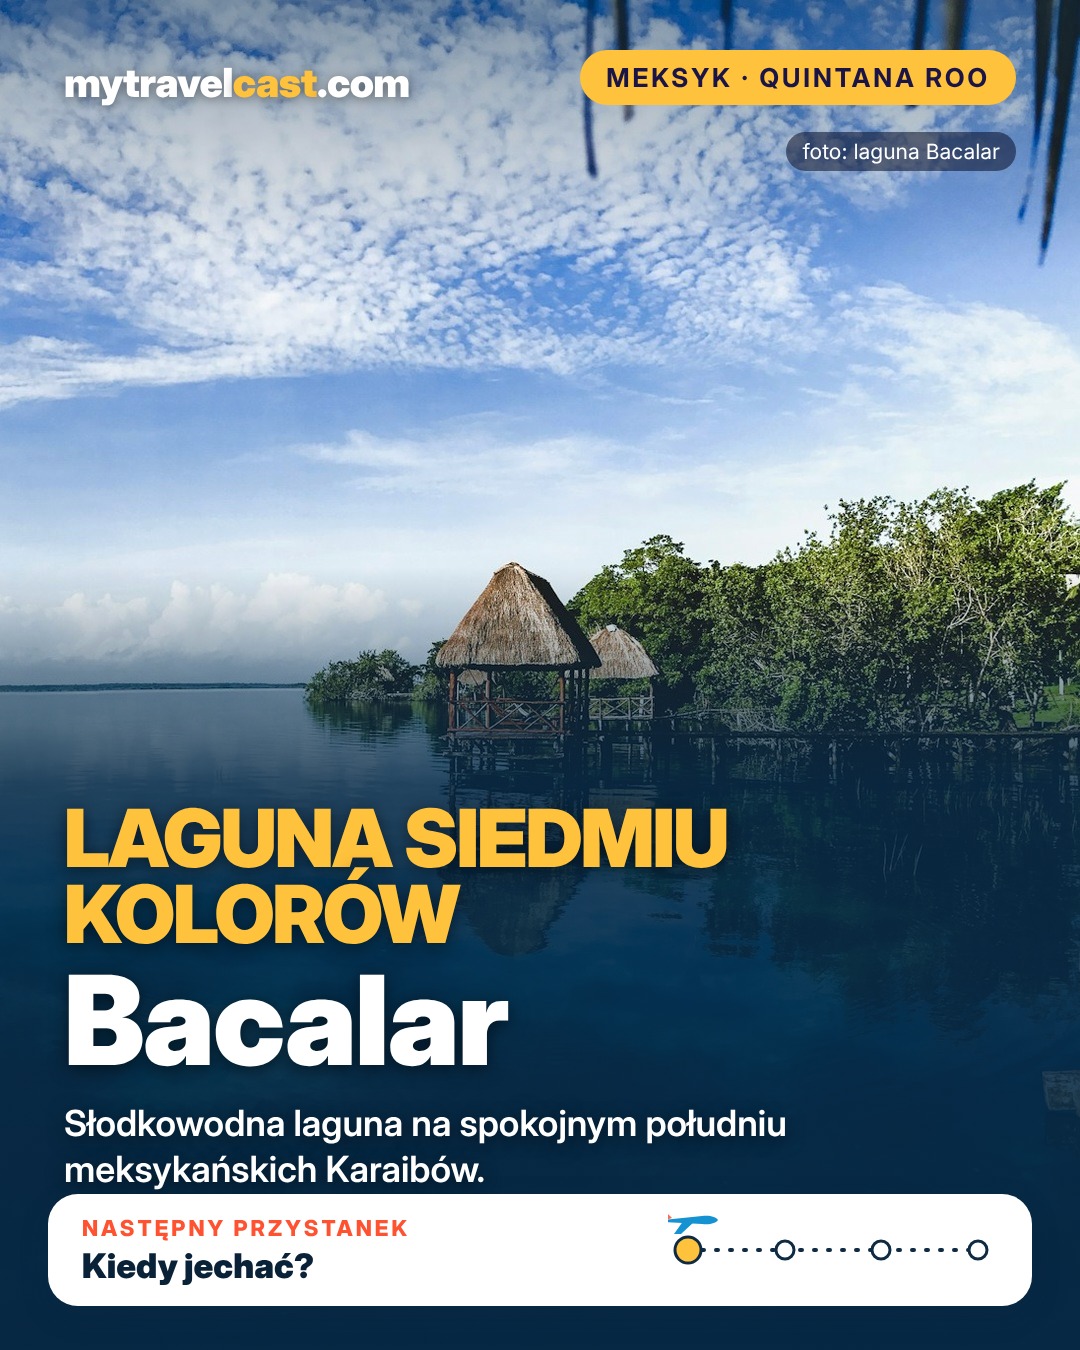 mytravelcast.com
MEKSYK · QUINTANA ROO
foto: laguna Bacalar
LAGUNA SIEDMIU
KOLORÓW
Bacalar
Słodkowodna laguna na spokojnym południu
meksykańskich Karaibów.
NASTĘPNY PRZYSTANEK
Kiedy jechać?